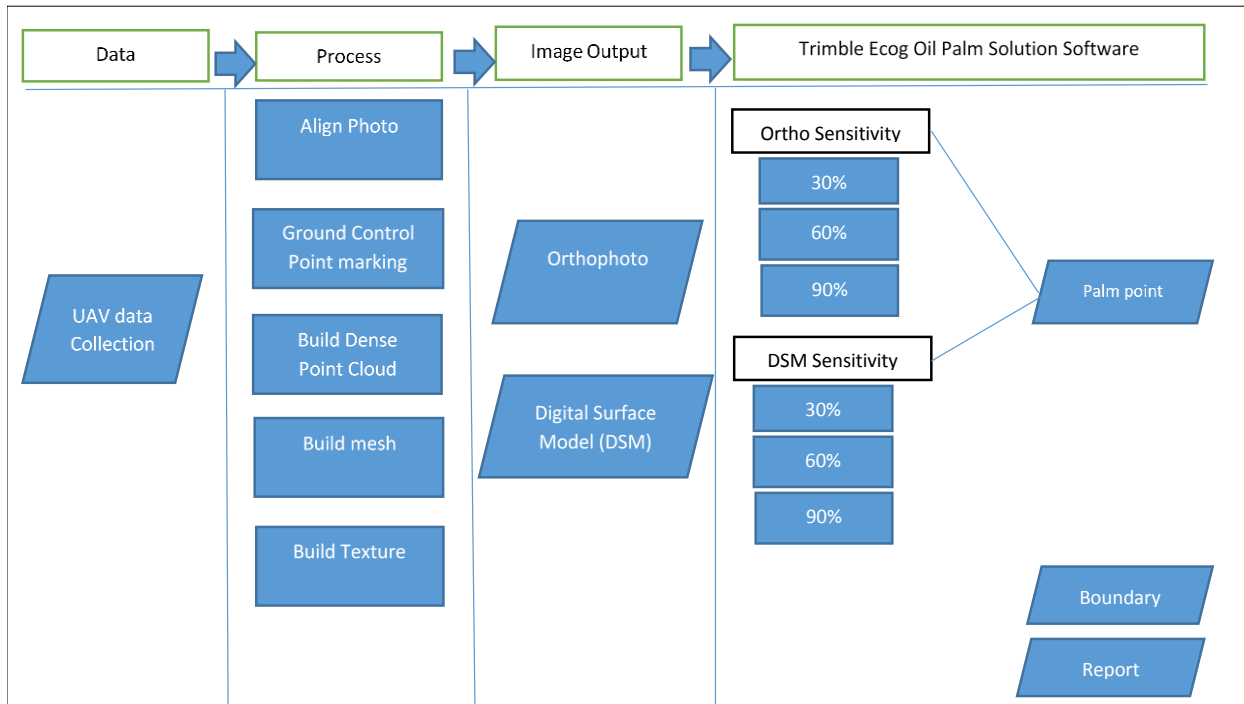 Data
Process
Image Output
Trimble Ecog Oil Palm Solution Software
UAV data
Collection
Align Photo
Ground Control
Point marking
Build Dense
Point Cloud
Build mesh
Build Texture
Orthophoto
Digital Surface
Model (DSM)
Ortho Sensitivity
30%
60%
90%
DSM Sensitivity
30%
60%
90%
Palm point
Boundary
Report